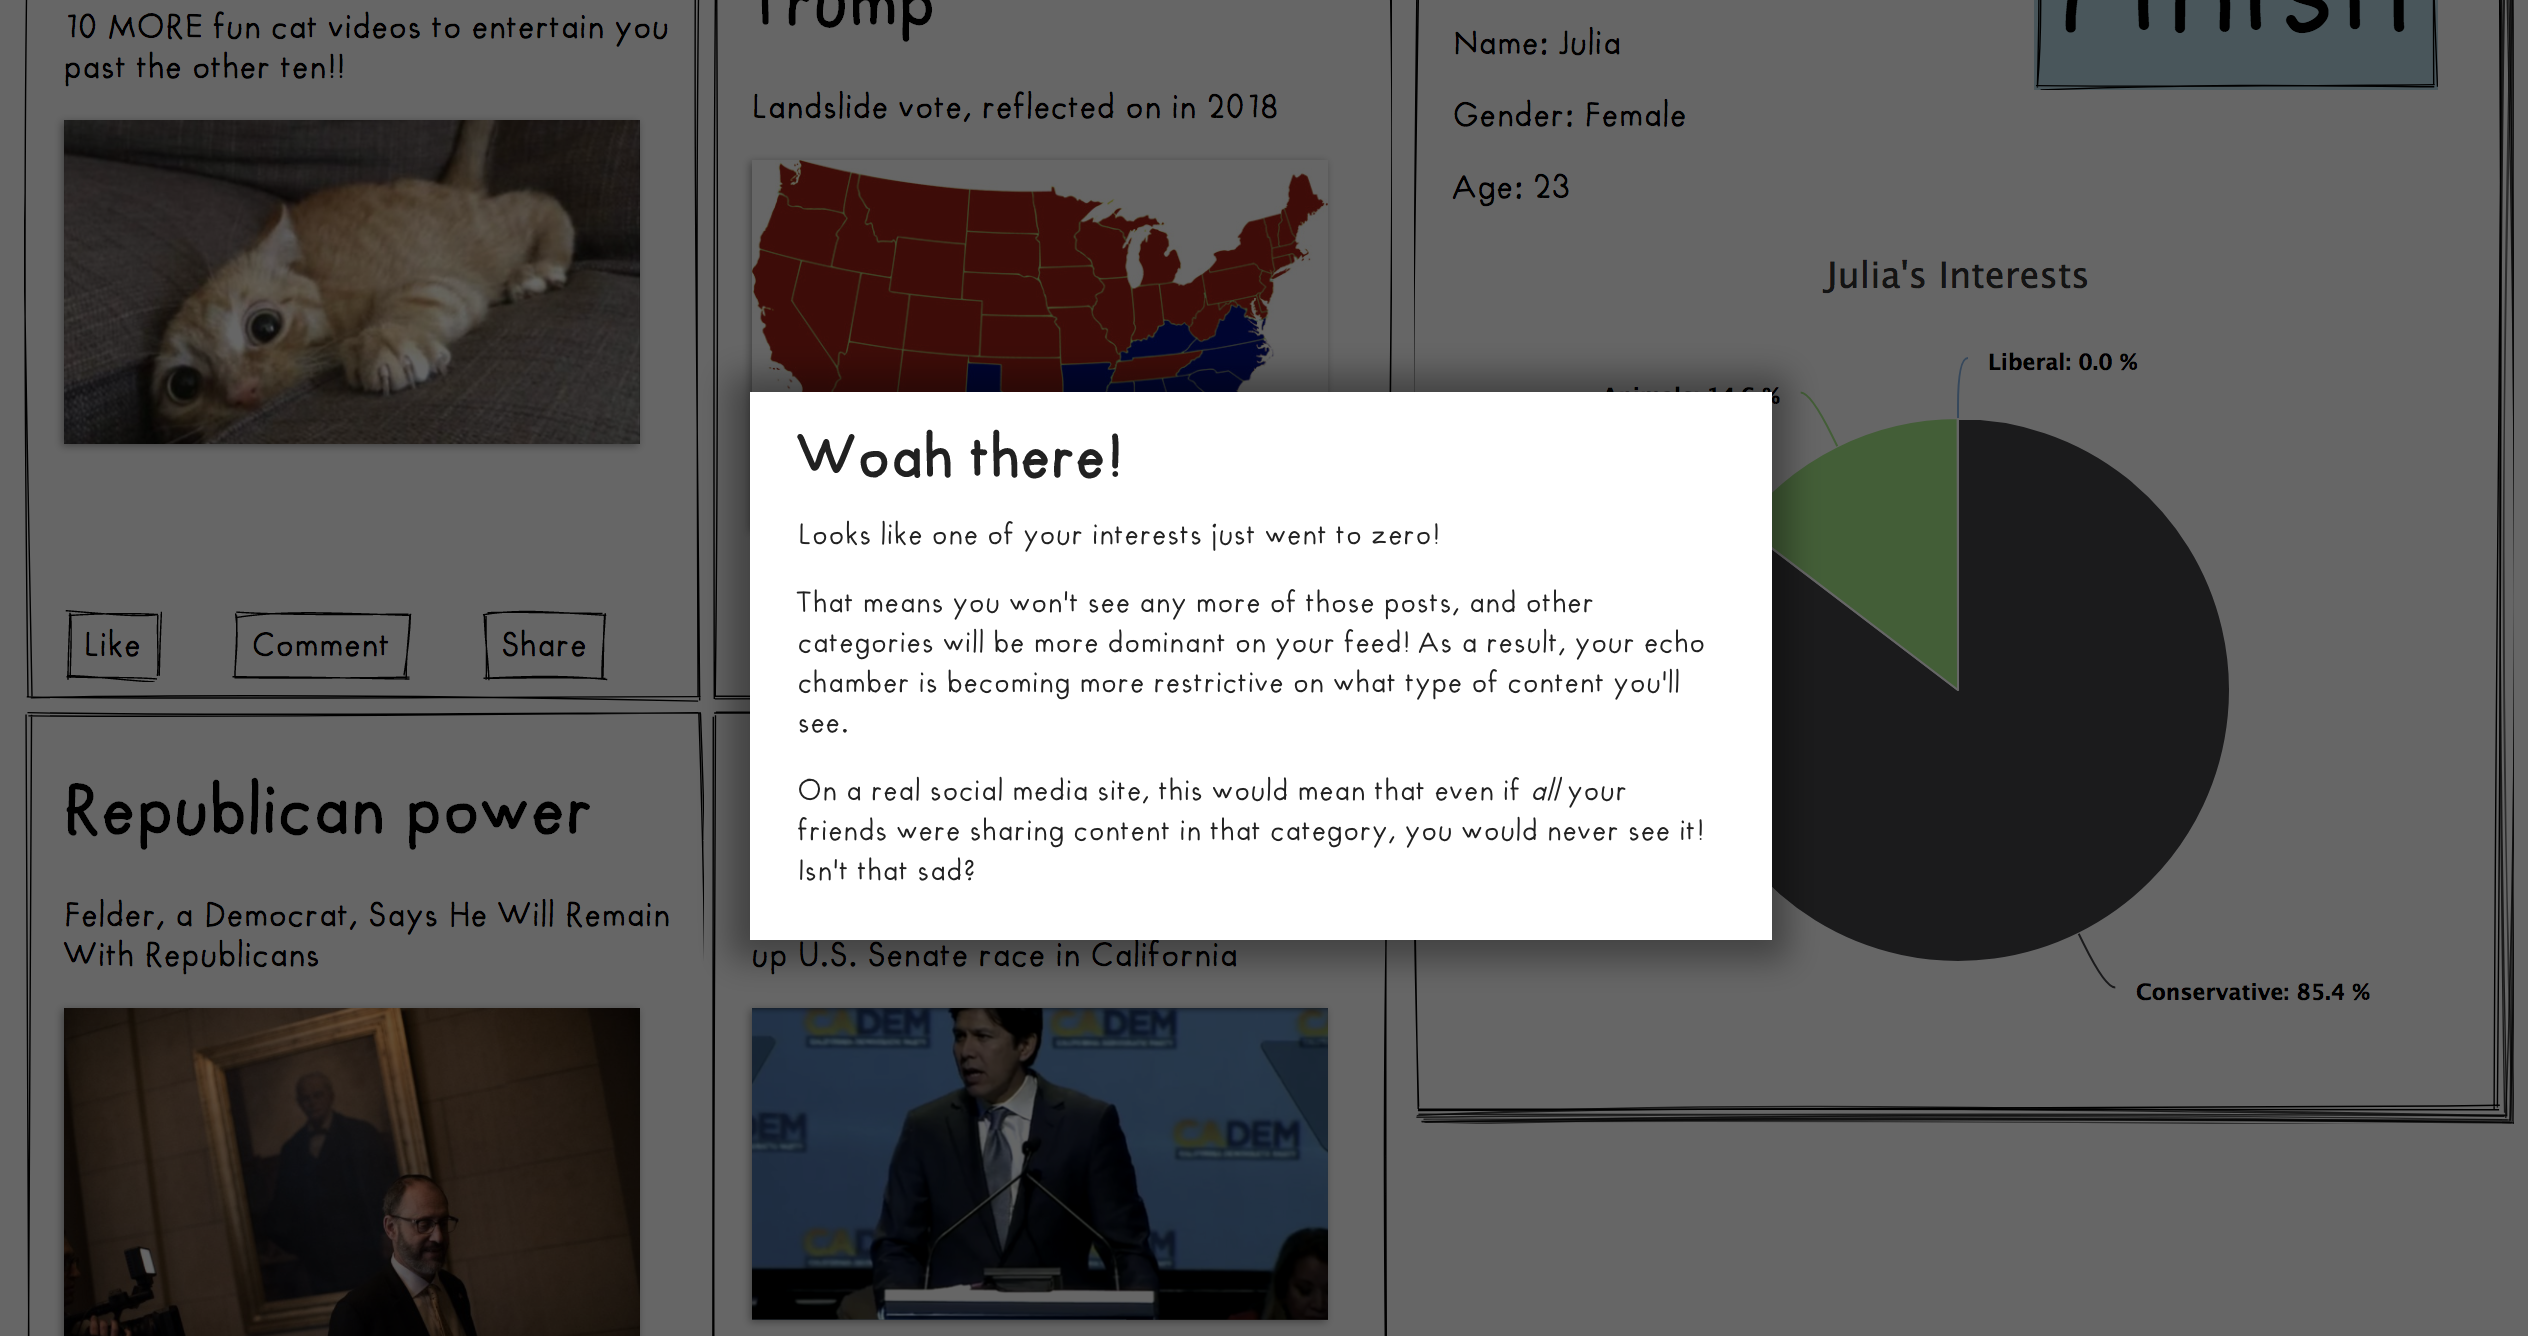 10 MORE fun cat videos to entertain you
past the other ten!!
Like
Comment
Share
Republican power
Felder, a Democrat, Says He Will Remain
With Republicans
Trump
Landslide vote, reflected on in 2018
Woah there!
Looks like one of your interests just went to zero!
That means you won't see any more of those posts, and other
categories will be more dominant on your feed! As a result, your echo
chamber is becoming more restrictive on what type of content you'll
see.
On a real social media site, this would mean that even if all your
friends were sharing content in that category, you would never see it!
Isn't that sad?
up U.S. Senate race in California
CADEM
CADEM
DEM
CADEM
CA
Finish
Name: Julia
Gender: Female
Age: 23
Julia's Interests
Liberal: 0.0 %
Animals: 14.6 %
Conservative: 85.4 %